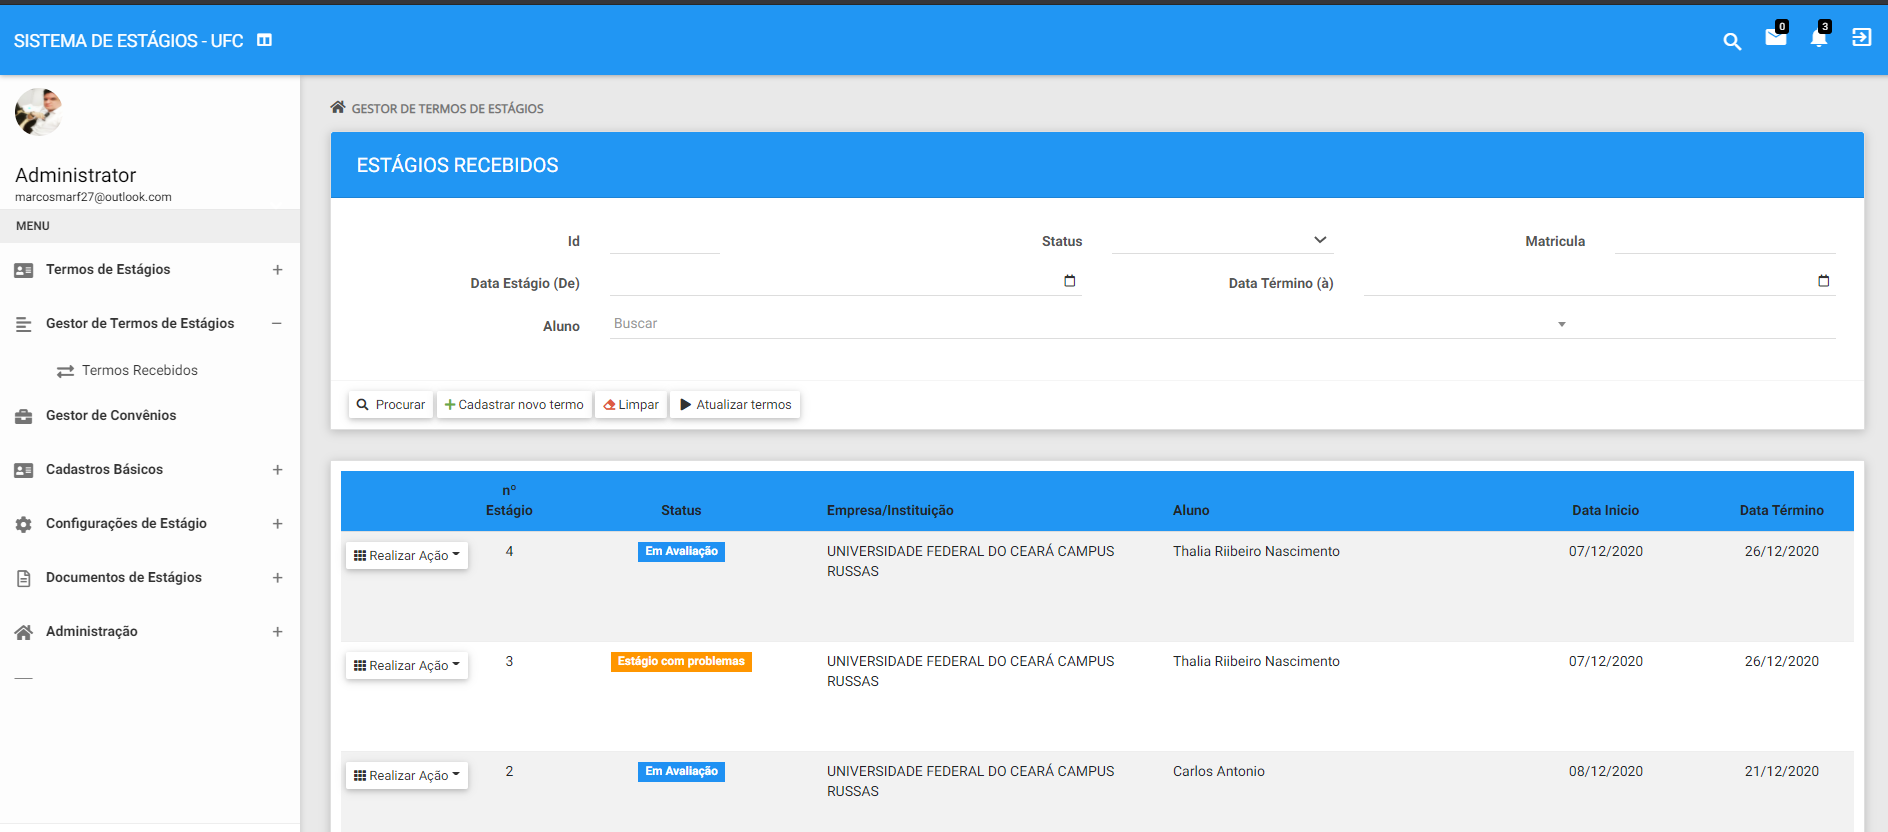 SISTEMA DE ESTÁGIOS - UFC
0
3
Administrator
marcosmarf27@outlook.com
MENU
Termos de Estágios
Gestor de Termos de Estágios
Termos Recebidos
Gestor de Convênios
Cadastros Básicos
Configurações de Estágio
Documentos de Estágios
Administração
GESTOR DE TERMOS DE ESTÁGIOS
ESTÁGIOS RECEBIDOS
Id
Status
Matricula
Data Estágio (De)
Data Término (à)
Aluno
Buscar
Procurar
Cadastrar novo termo
Limpar
Atualizar termos
nº
Estágio Status Empresa/Instituição Aluno Data Inicio Data Término
Realizar Ação 4 Em Avaliação UNIVERSIDADE FEDERAL DO CEARÁ CAMPUS Thalia Riibeiro Nascimento 07/12/2020 26/12/2020
RUSSAS
Realizar Ação 3 Estágio com problemas UNIVERSIDADE FEDERAL DO CEARÁ CAMPUS Thalia Riibeiro Nascimento 07/12/2020 26/12/2020
RUSSAS
Realizar Ação 2 Em Avaliação UNIVERSIDADE FEDERAL DO CEARÁ CAMPUS Carlos Antonio 08/12/2020 21/12/2020
RUSSAS